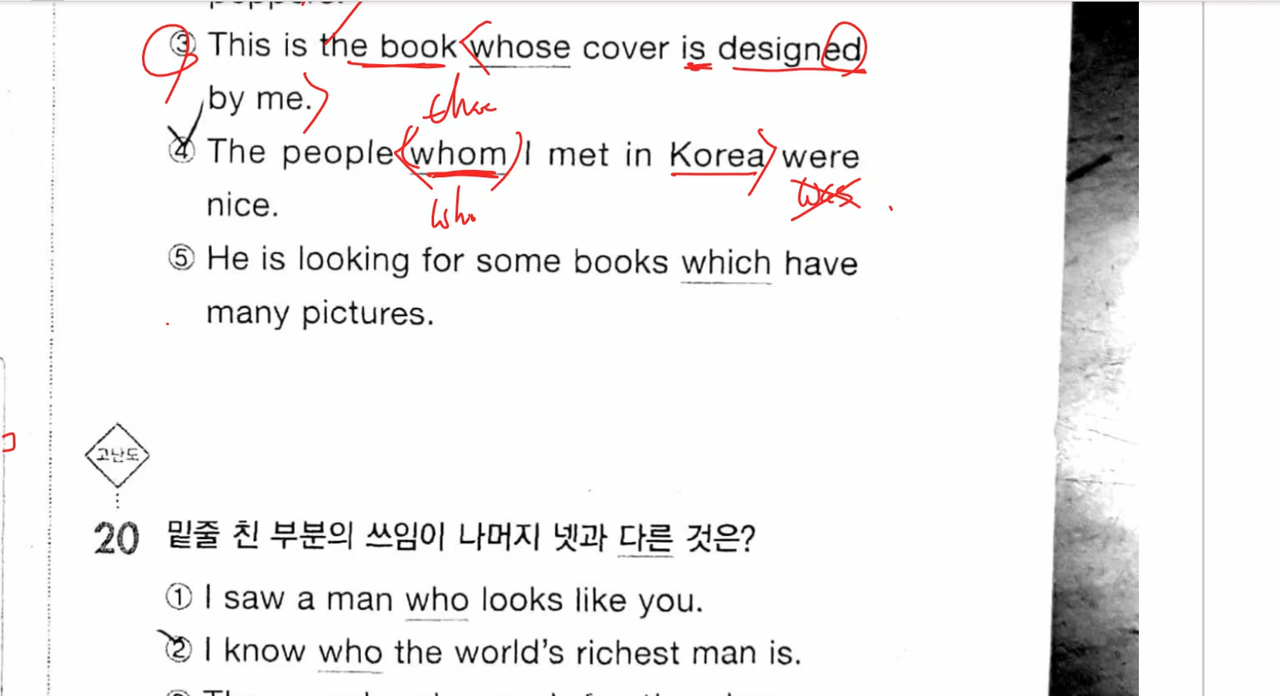 ③ This is the book whose cover is designed
by me.
that
④ The people whom I met in Korea were
who
was
nice.
⑤ He is looking for some books which have
many pictures.
고난도
20 밑줄 친 부분의 쓰임이 나머지 넷과 다른 것은?
① I saw a man who looks like you.
② I know who the world's richest man is.